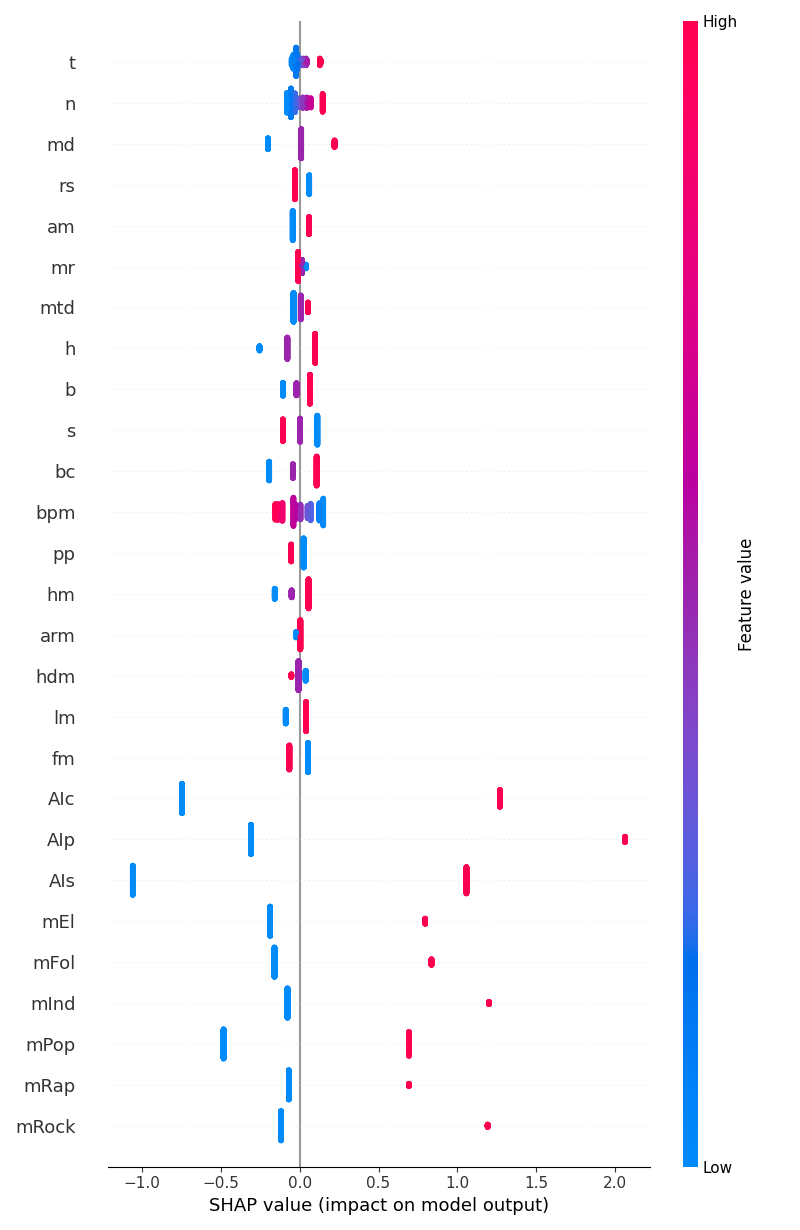 High
t
n
md
rs
am
mr
mtd
h
b
s
bc
bpm
pp
hm
arm
hdm
lm
fm
AIc
AIp
AIs
mEl
mFol
mInd
mPop
mRap
mRock
Feature value
Low
−1.0 −0.5 0.0 0.5 1.0 1.5 2.0
SHAP value (impact on model output)